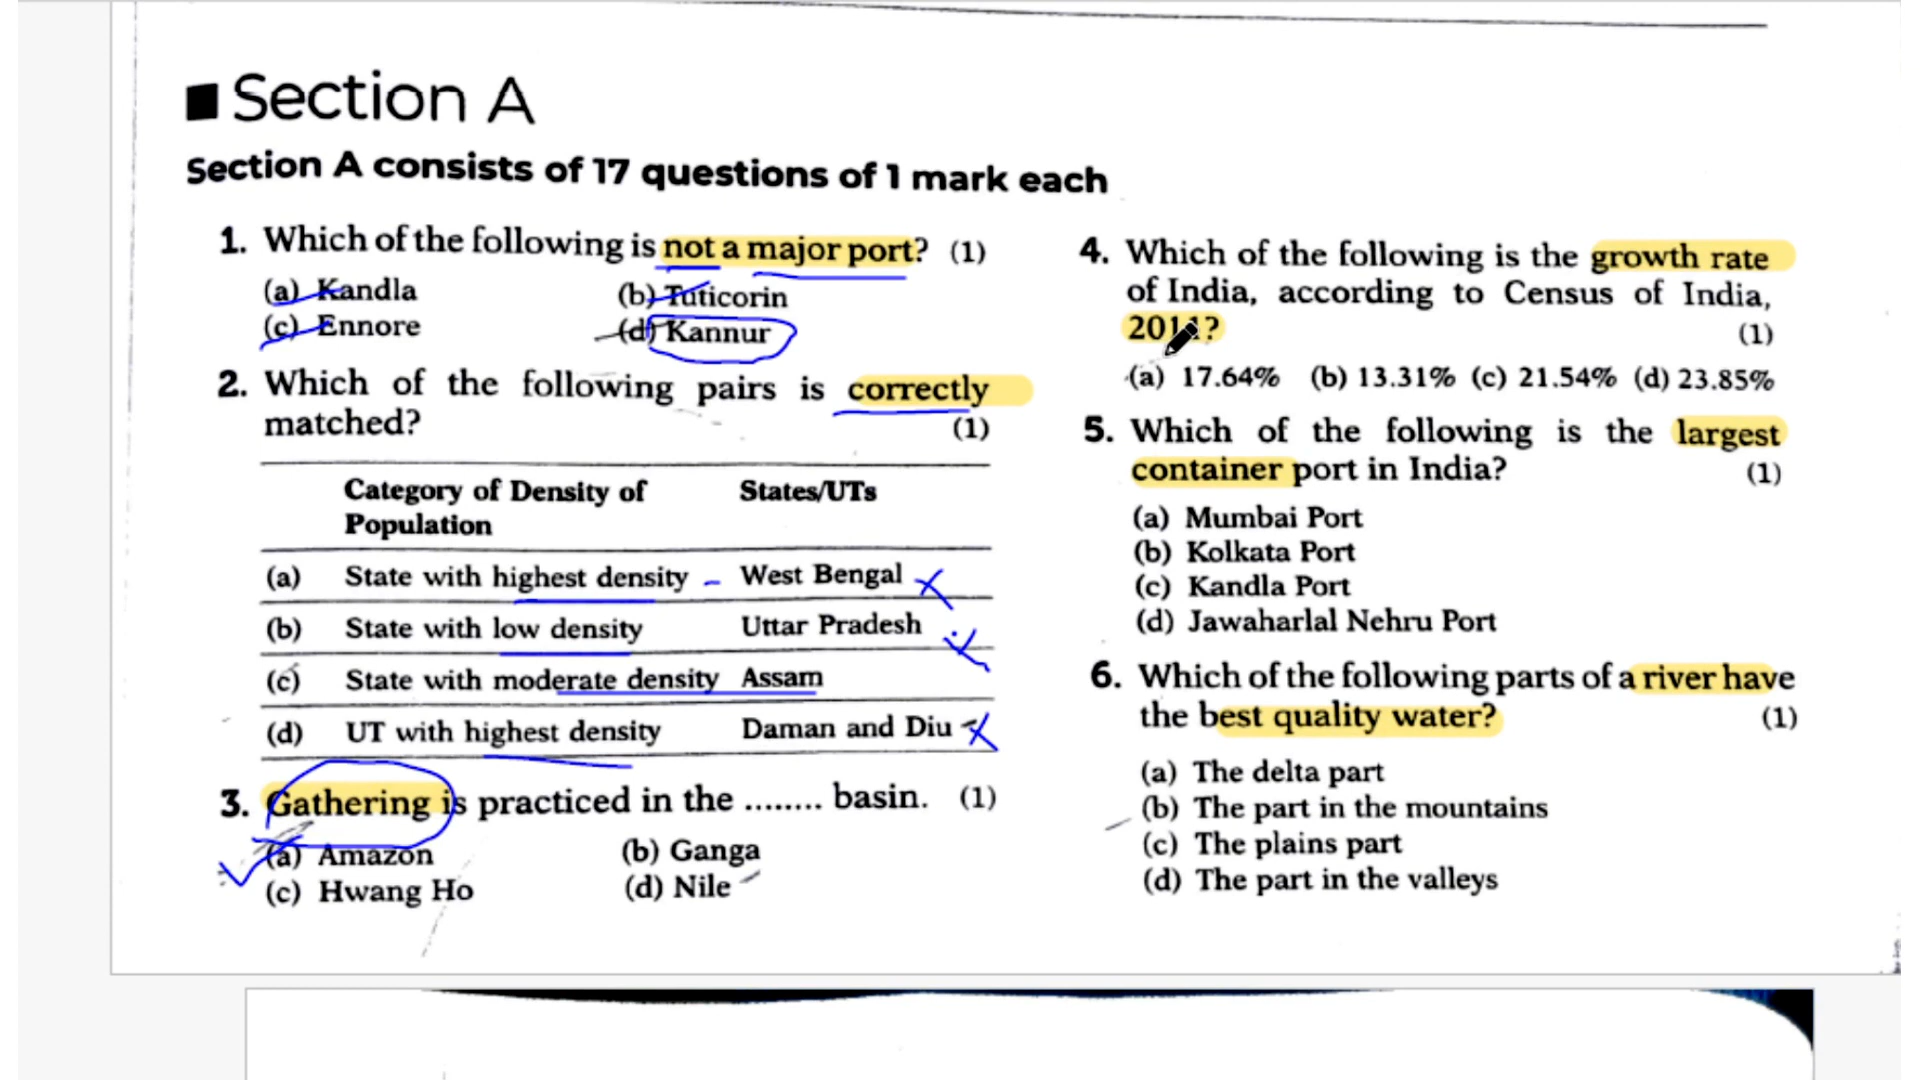 Section A
Section A consists of 17 questions of 1 mark each
1. Which of the following is not a major port? (1)
(a) Kandla (b) Tuticorin
(c) Ennore (d) Kannur
2. Which of the following pairs is correctly
matched? (1)
Category of Density of States/UTs
Population
(a) State with highest density West Bengal
(b) State with low density Uttar Pradesh
(c) State with moderate density Assam
(d) UT with highest density Daman and Diu
3. Gathering is practiced in the ........ basin. (1)
(a) Amazon (b) Ganga
(c) Hwang Ho (d) Nile
4. Which of the following is the growth rate
of India, according to Census of India,
2011? (1)
(a) 17.64% (b) 13.31% (c) 21.54% (d) 23.85%
5. Which of the following is the largest
container port in India? (1)
(a) Mumbai Port
(b) Kolkata Port
(c) Kandla Port
(d) Jawaharlal Nehru Port
6. Which of the following parts of a river have
the best quality water? (1)
(a) The delta part
(b) The part in the mountains
(c) The plains part
(d) The part in the valleys